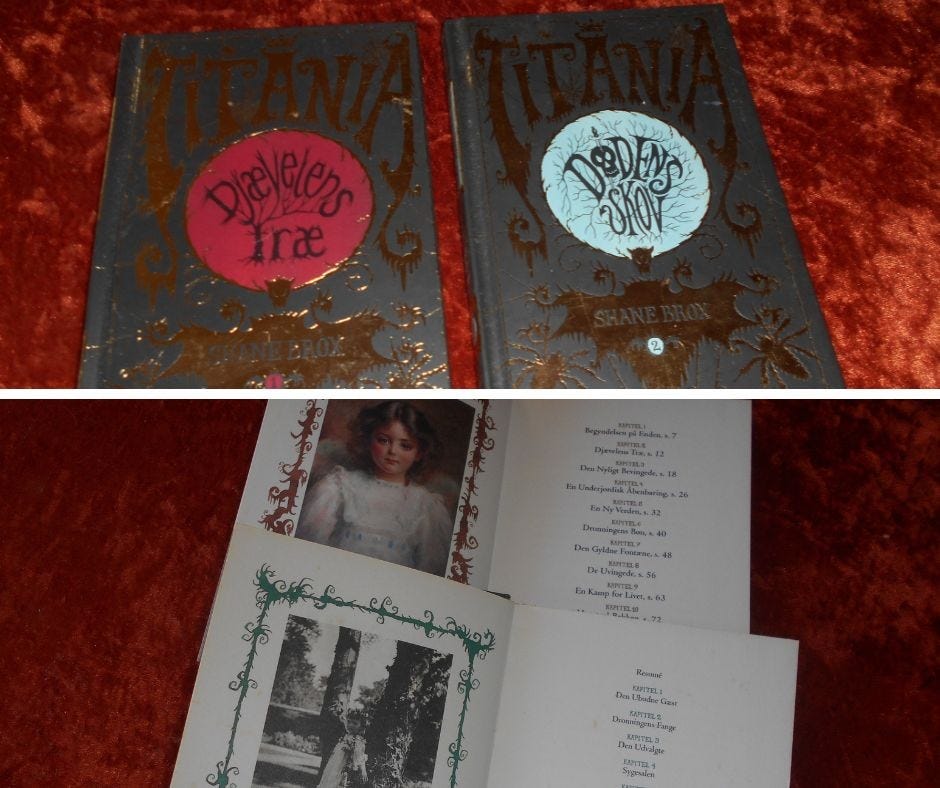 TITANIA
Djævelens
Træ
SHANE BROX
1
TITANIA
DØDENS
SKOV
SHANE BROX
2
KAPITEL 1
Begyndelsen på Enden, s. 7
KAPITEL 2
Djævelens Træ, s. 12
KAPITEL 3
Den Nyligt Bevingede, s. 18
KAPITEL 4
En Underjordisk Åbenbaring, s. 26
KAPITEL 5
En Ny Verden, s. 32
KAPITEL 6
Dronningens Bøn, s. 40
KAPITEL 7
Den Gyldne Fontæne, s. 48
KAPITEL 8
De Uvingede, s. 56
KAPITEL 9
En Kamp for Livet, s. 63
KAPITEL 10
s. 72
Resumé
KAPITEL 1
Den Ubudne Gæst
KAPITEL 2
Dronningens Fange
KAPITEL 3
Den Udvalgte
KAPITEL 4
Sygesalen